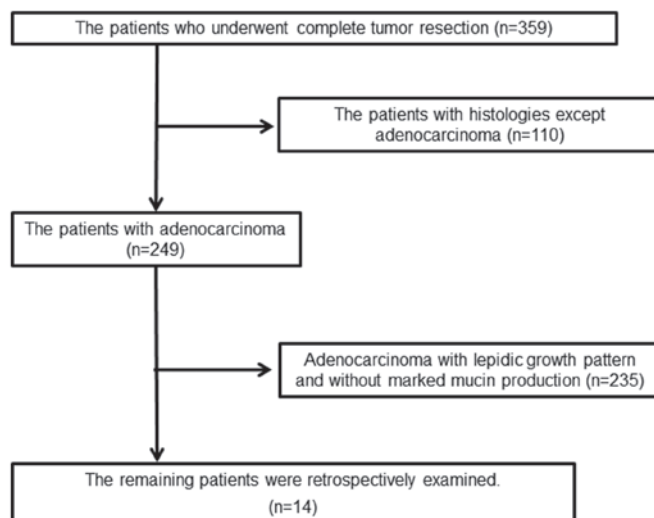 The patients who underwent complete tumor resection (n=359)
The patients with histologies except
adenocarcinoma (n=110)
The patients with adenocarcinoma
(n=249)
Adenocarcinoma with lepidic growth pattern
and without marked mucin production (n=235)
The remaining patients were retrospectively examined.
(n=14)